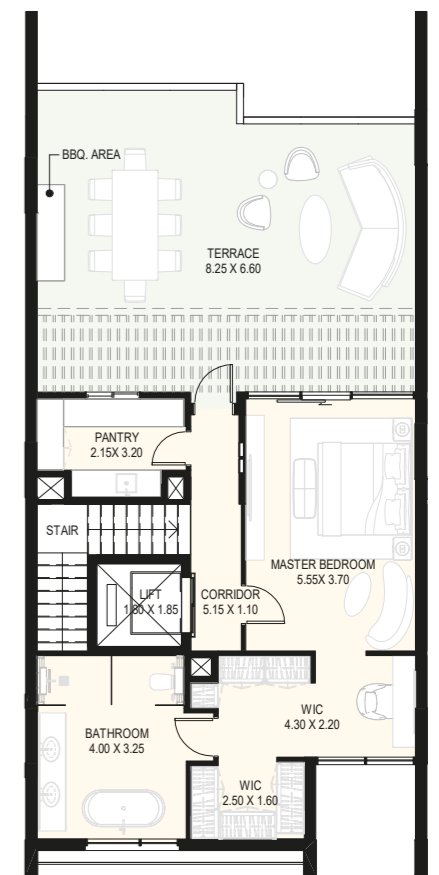 BBQ. AREA
TERRACE
8.25 X 6.60
PANTRY
2.15X 3.20
STAIR
MASTER BEDROOM
5.55X 3.70
LIFT
1.80 X 1.85
CORRIDOR
5.15 X 1.10
WIC
4.30 X 2.20
BATHROOM
4.00 X 3.25
WIC
2.50 X 1.60